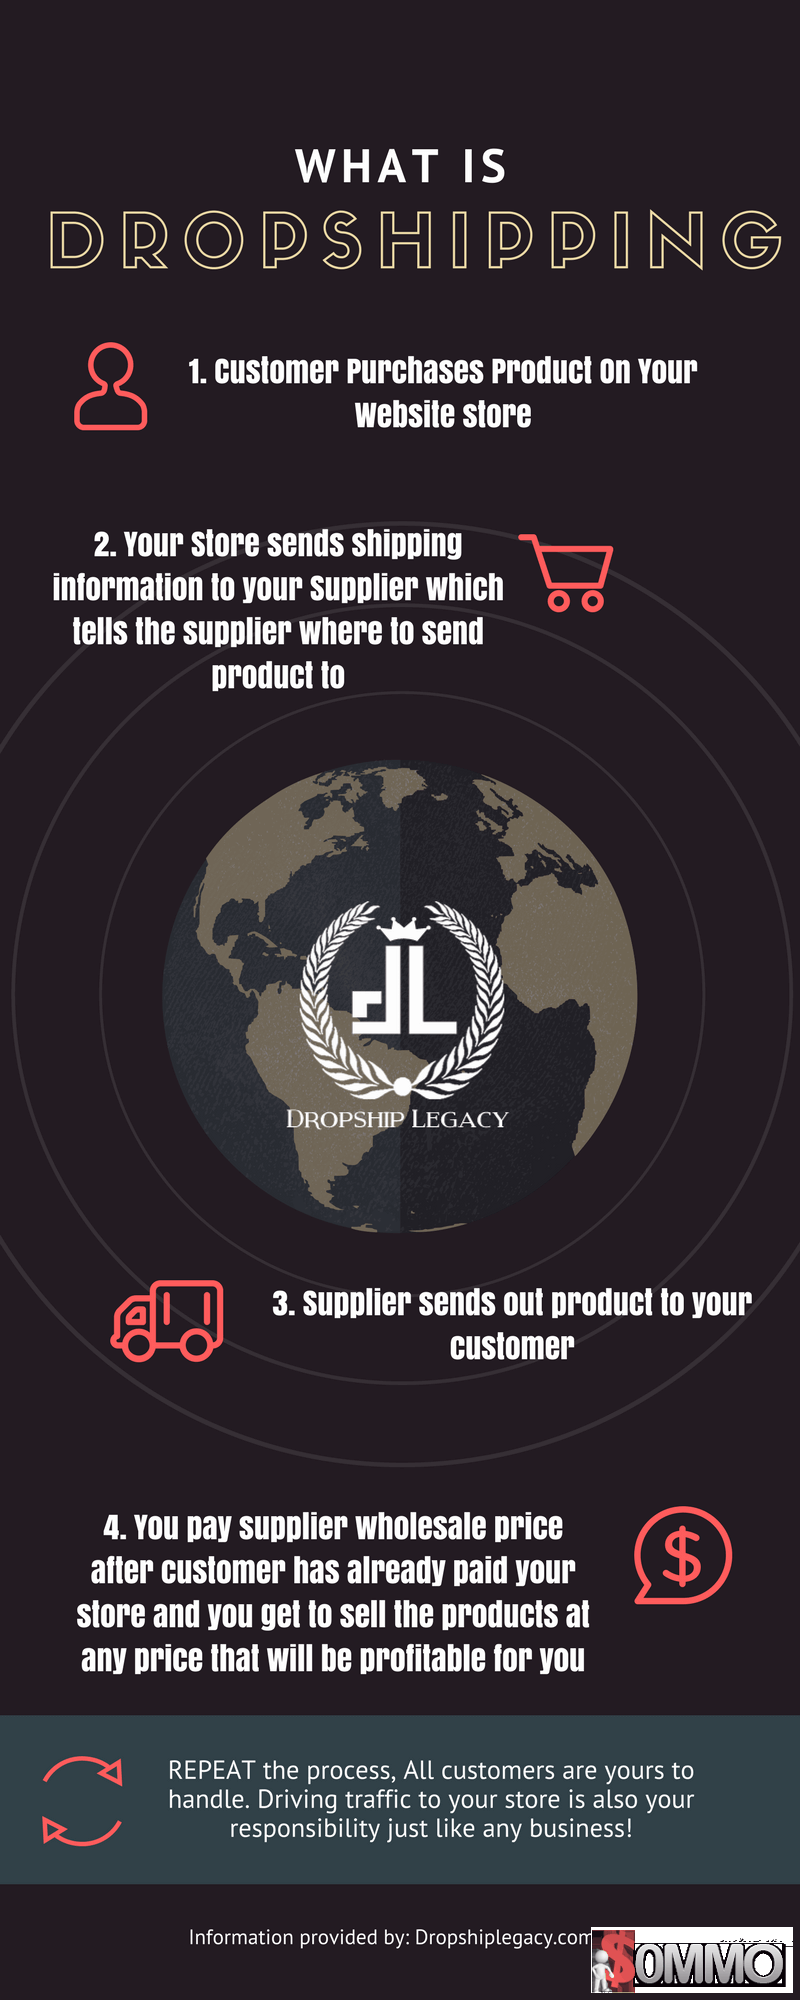 WHAT IS
DROPSHIPPING
1. Customer Purchases Product On Your
Website store
2. Your Store sends shipping
information to your Supplier which
tells the supplier where to send
product to
JL
DROPSHIP LEGACY
3. Supplier sends out product to your
customer
4. You pay supplier wholesale price
after customer has already paid your
store and you get to sell the products at
any price that will be profitable for you
REPEAT the process, All customers are yours to
handle. Driving traffic to your store is also your
responsibility just like any business!
Information provided by: Dropshiplegacy.com
$OMMO